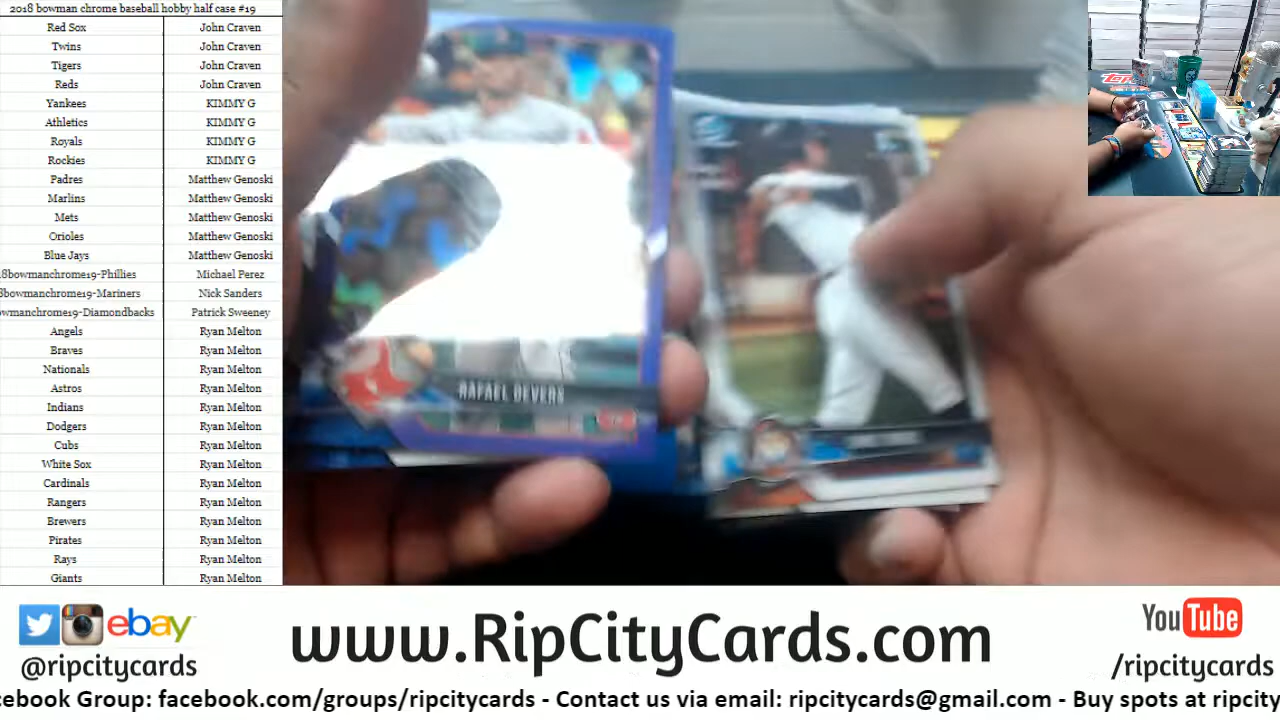 2018 bowman chrome baseball hobby half case #19
Red Sox John Craven
Twins John Craven
Tigers John Craven
Reds John Craven
Yankees KIMMY G
Athletics KIMMY G
Royals KIMMY G
Rockies KIMMY G
Padres Matthew Genoski
Marlins Matthew Genoski
Mets Matthew Genoski
Orioles Matthew Genoski
Blue Jays Matthew Genoski
8bowmanchrome19-Phillies Michael Perez
bowmanchrome19-Mariners Nick Sanders
owmanchrome19-Diamondbacks Patrick Sweeney
Angels Ryan Melton
Braves Ryan Melton
Nationals Ryan Melton
Astros Ryan Melton
Indians Ryan Melton
Dodgers Ryan Melton
Cubs Ryan Melton
White Sox Ryan Melton
Cardinals Ryan Melton
Rangers Ryan Melton
Brewers Ryan Melton
Pirates Ryan Melton
Rays Ryan Melton
Giants Ryan Melton
RAFAEL DEVERS
ebay
@ripcitycards
www.RipCityCards.com
YouTube
/ripcitycards
cebook Group: facebook.com/groups/ripcitycards - Contact us via email: ripcitycards@gmail.com - Buy spots at ripcity